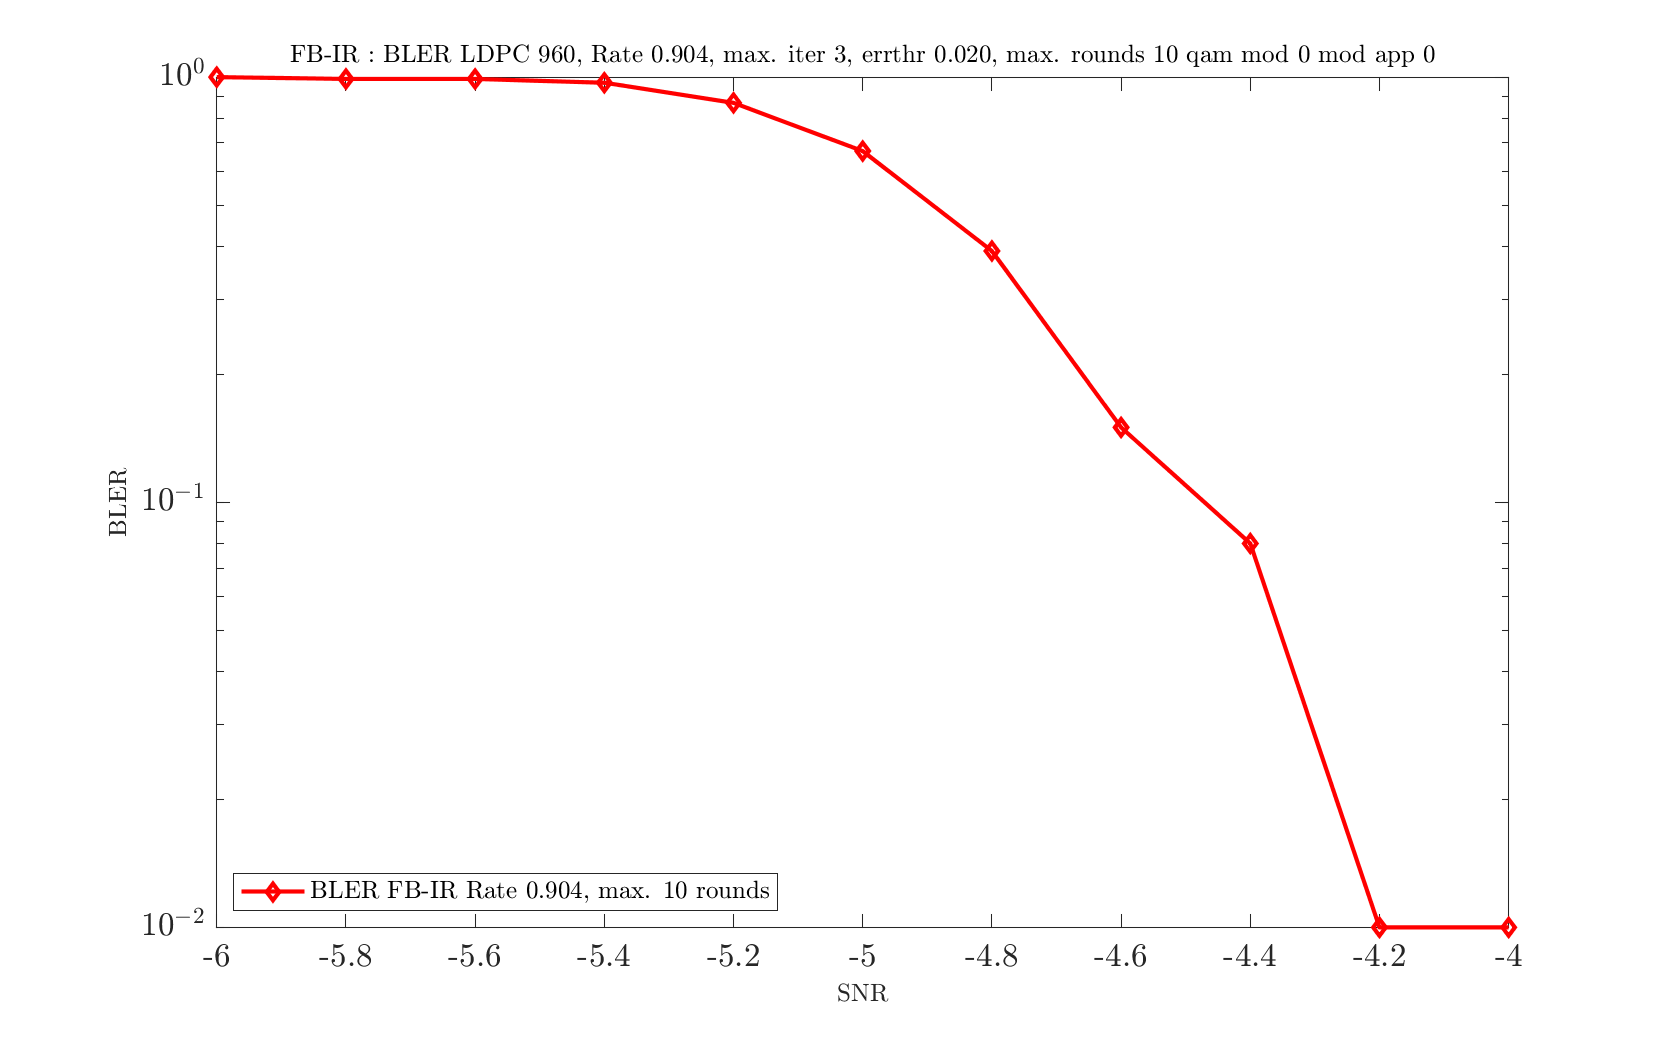 FB-IR : BLER LDPC 960, Rate 0.904, max. iter 3, errthr 0.020, max. rounds 10 qam mod 0 mod app 0
10⁰
10⁻¹
10⁻²
BLER
BLER FB-IR Rate 0.904, max. 10 rounds
-6 -5.8 -5.6 -5.4 -5.2 -5 -4.8 -4.6 -4.4 -4.2 -4
SNR